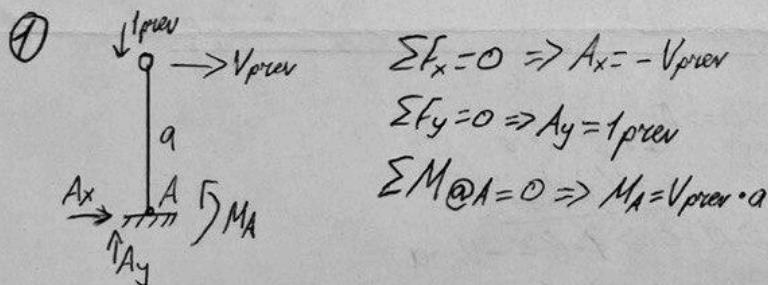 ①
1prev
Vprev
a
Ax
A
MA
Ay
ΣFx=0 => Ax=-Vprev
ΣFy=0 => Ay=1prev
ΣM@A=0 => MA=Vprev·a